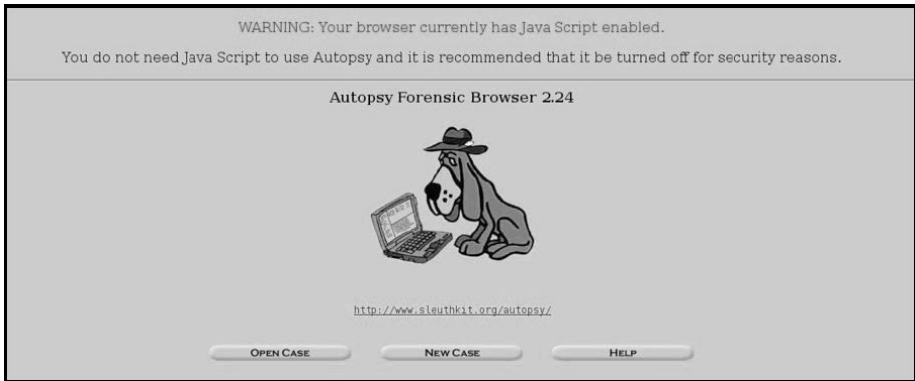 WARNING: Your browser currently has Java Script enabled.
You do not need Java Script to use Autopsy and it is recommended that it be turned off for security reasons.
Autopsy Forensic Browser 2.24
http://www.sleuthkit.org/autopsy/
OPEN CASE
NEW CASE
HELP